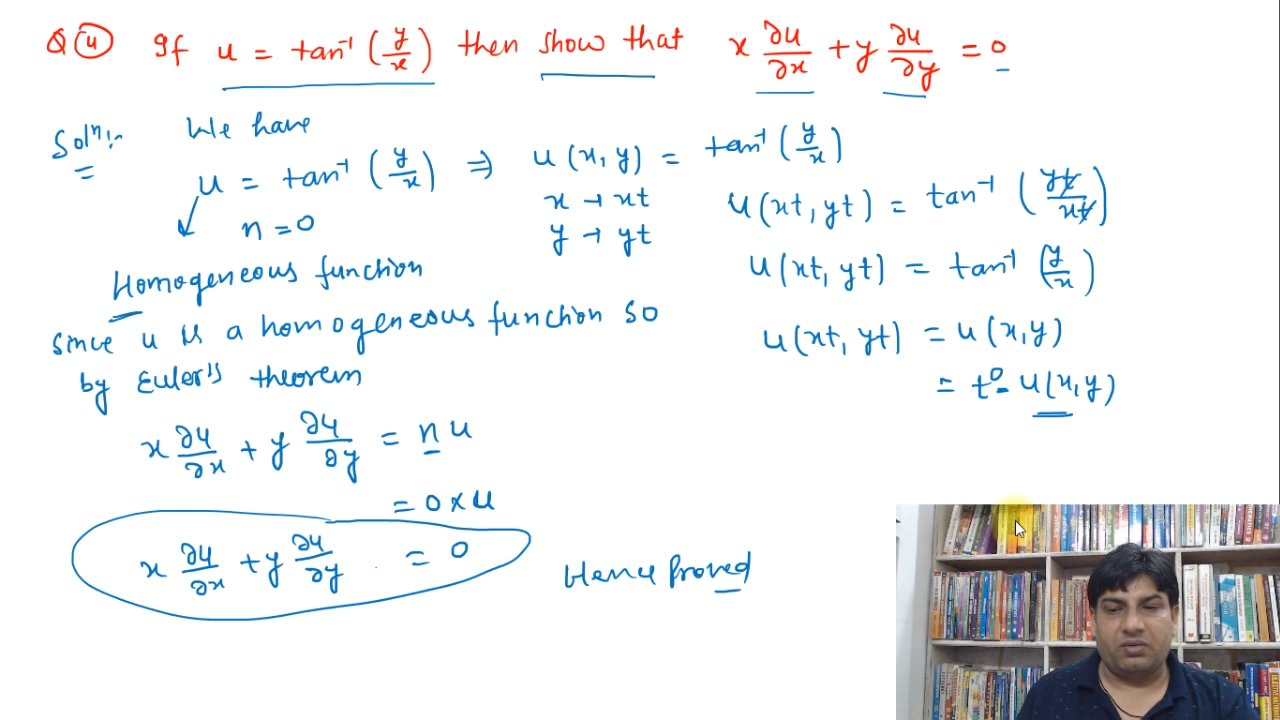 Q ④ If u = tan⁻¹ (y/x) then show that x ∂u/∂x + y ∂u/∂y = 0
Solⁿ:- We have
u = tan⁻¹ (y/x) ⇒ u(x, y) = tan⁻¹ (y/x)
n = 0
x → xt
y → yt
u(xt, yt) = tan⁻¹ (yt/xt)
u(xt, yt) = tan⁻¹ (y/x)
u(xt, yt) = u(x,y)
= t⁰ u(x,y)
Homogeneous function
since u is a homogeneous function so
by Euler's theorem
x ∂u/∂x + y ∂u/∂y = n u
= 0 × u
x ∂u/∂x + y ∂u/∂y = 0
Hence proved